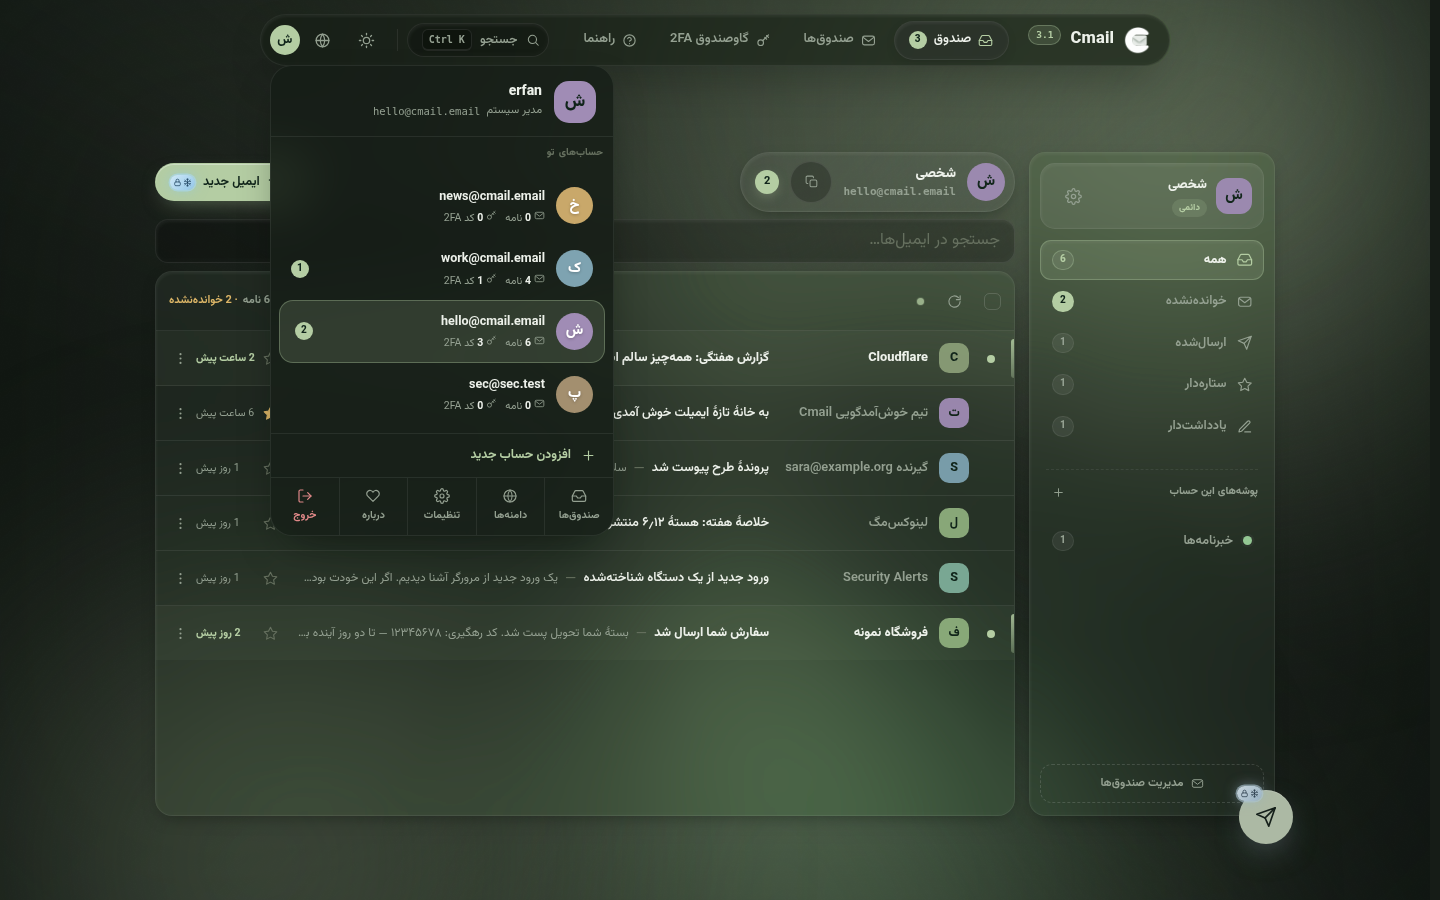 Cmail 3.1
صندوق 3
صندوق‌ها
گاوصندوق 2FA
راهنما
جستجو Ctrl K
ش
ش
erfan
مدیر سیستم hello@cmail.email
حساب‌های تو
خ
news@cmail.email
0 نامه 0 کد 2FA
ک
work@cmail.email
4 نامه 1 کد 2FA
1
ش
hello@cmail.email
6 نامه 3 کد 2FA
2
پ
sec@sec.test
0 نامه 0 کد 2FA
افزودن حساب جدید
صندوق‌ها
دامنه‌ها
تنظیمات
درباره
خروج
ش
شخصی
دائمی
همه 6
خوانده‌نشده 2
ارسال‌شده 1
ستاره‌دار 1
یادداشت‌دار 1
پوشه‌های این حساب
خبرنامه‌ها 1
مدیریت صندوق‌ها
ش
شخصی
hello@cmail.email
2
ایمیل جدید
جستجو در ایمیل‌ها...
6 نامه · 2 خوانده‌نشده
C Cloudflare گزارش هفتگی: همه‌چیز سالم 2 ساعت پیش
ت تیم خوش‌آمدگویی Cmail به خانهٔ تازهٔ ایمیلت خوش آمدی 6 ساعت پیش
S گیرنده sara@example.org پروندهٔ طرح پیوست شد — 1 روز پیش
ل لینوکس‌مگ خلاصهٔ هفته: هستهٔ ۶٫۱۲ 1 روز پیش
S Security Alerts ورود جدید از یک دستگاه شناخته‌شده — یک ورود جدید از مرورگر آشنا دیدیم. اگر این خودت بود... 1 روز پیش
ف فروشگاه نمونه سفارش شما ارسال شد — بستهٔ شما تحویل پست شد. کد رهگیری: ۱۲۳۴۵۶۷۸ — تا دو روز آینده بـ... 2 روز پیش